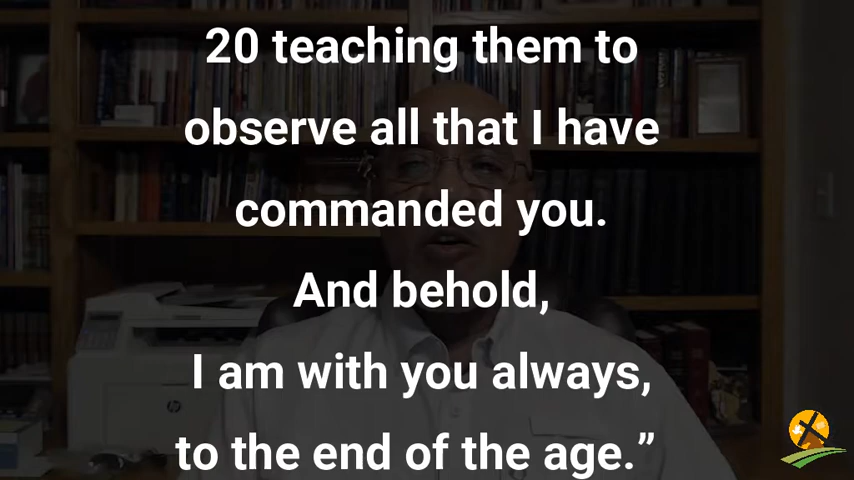 20 teaching them to
observe all that I have
commanded you.
And behold,
I am with you always,
to the end of the age.”